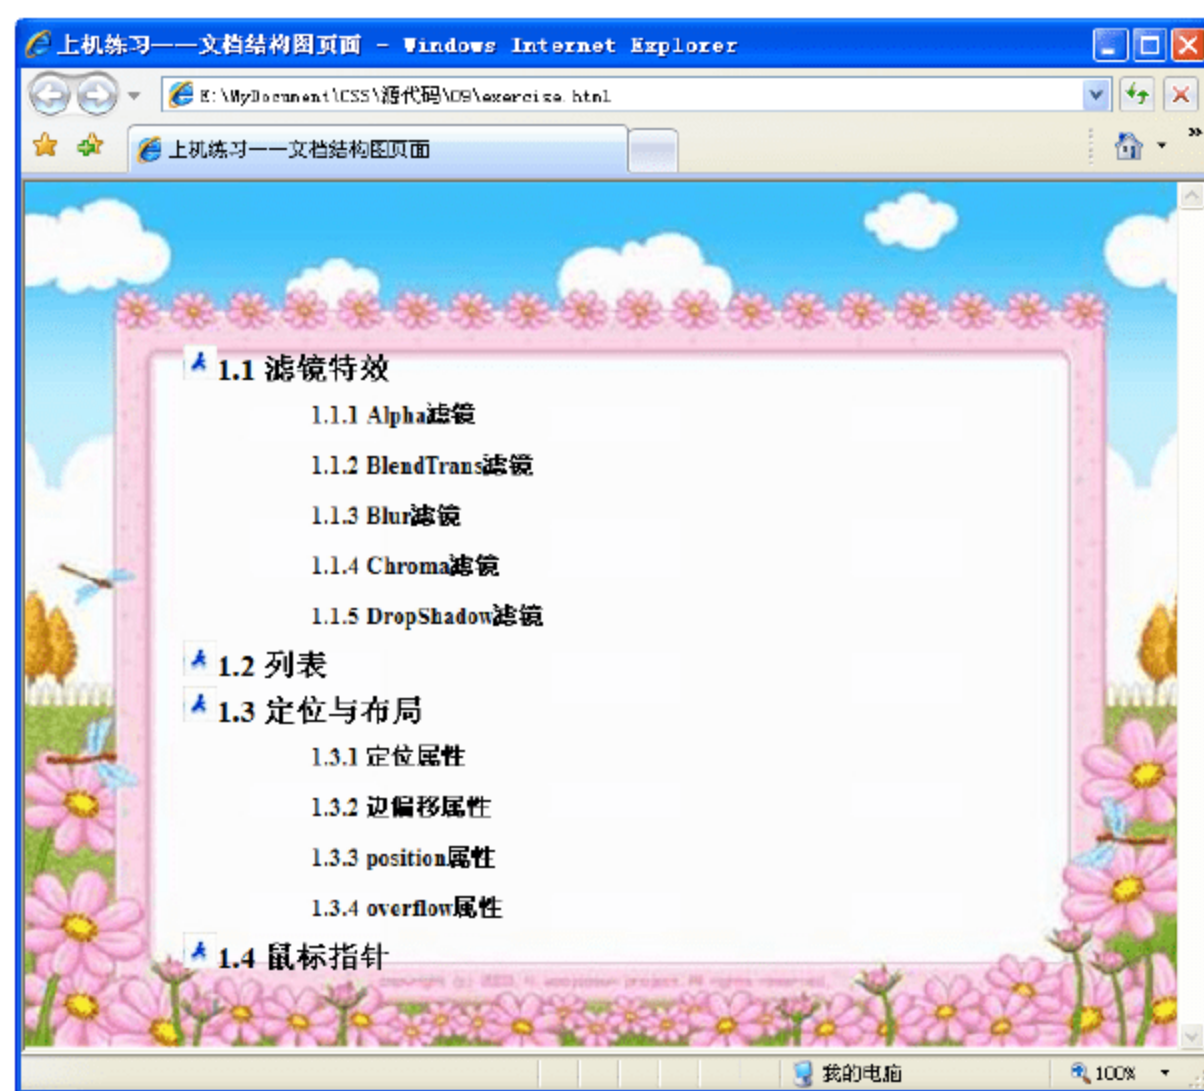 上机练习——文档结构图页面 - Windows Internet Explorer
E:\MyDocument\CSS\源代码\09\exercise.html
上机练习——文档结构图页面
1.1 滤镜特效
1.1.1 Alpha滤镜
1.1.2 BlendTrans滤镜
1.1.3 Blur滤镜
1.1.4 Chroma滤镜
1.1.5 DropShadow滤镜
1.2 列表
1.3 定位与布局
1.3.1 定位属性
1.3.2 边偏移属性
1.3.3 position属性
1.3.4 overflow属性
1.4 鼠标指针
我的电脑
100%